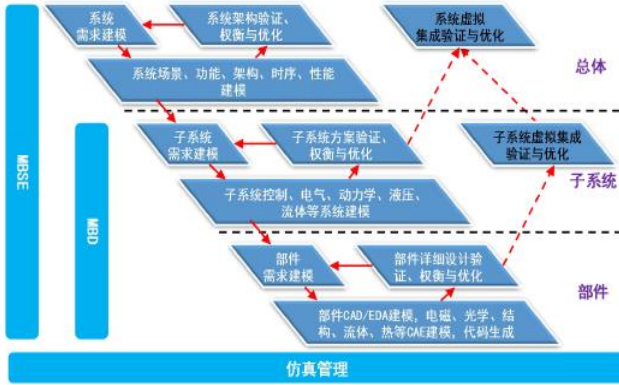 系统
需求建模
系统架构验证、
权衡与优化
系统虚拟
集成验证与优化
系统场景、功能、架构、时序、性能
建模
总体
子系统
需求建模
子系统方案验证、
权衡与优化
子系统虚拟集成
验证与优化
子系统控制、电气、动力学、液压、
流体等系统建模
子系统
部件
需求建模
部件详细设计验
证、权衡与优化
部件CAD/EDA建模，电磁、光学、结
构、流体、热等CAE建模，代码生成
部件
MBSE
MBD
仿真管理